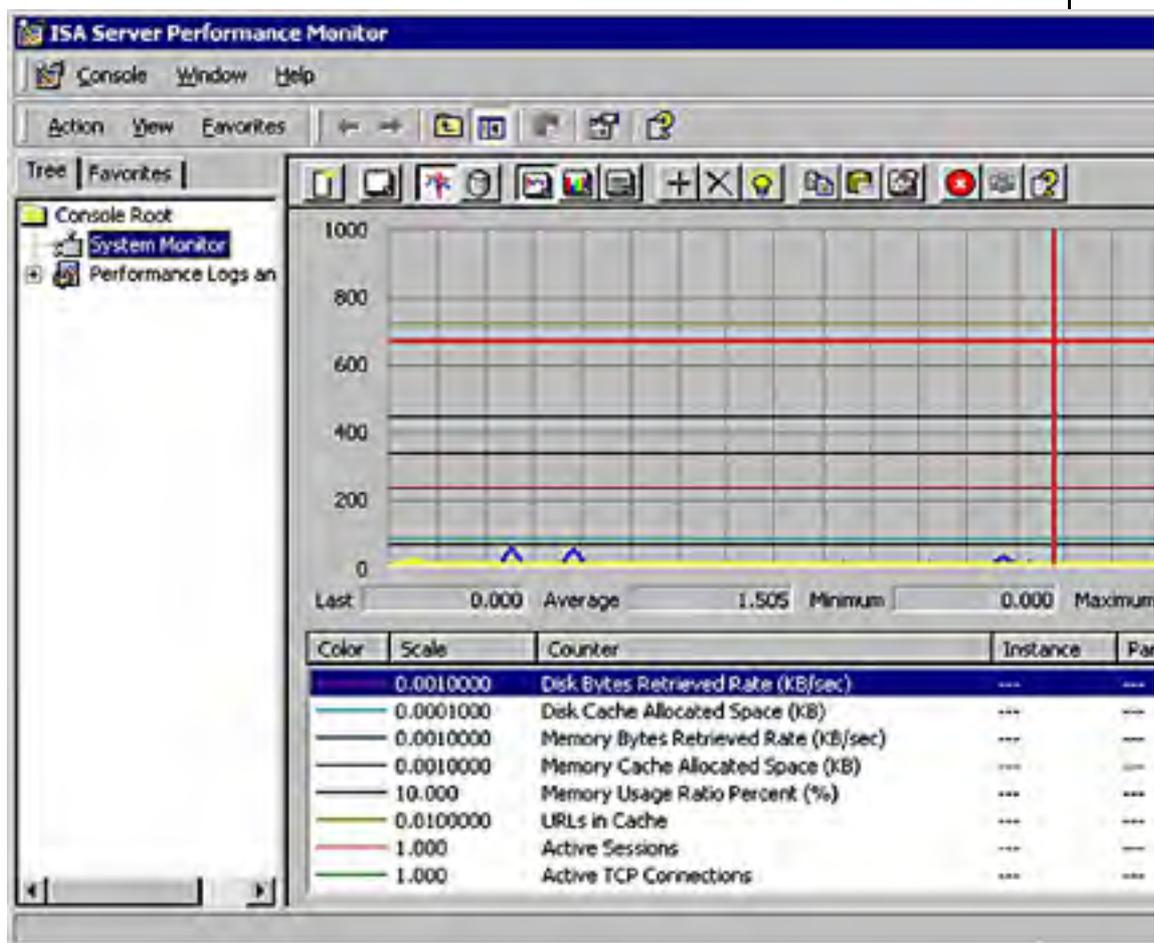 ISA Server Performance Monitor
Console Window Help
Action View Favorites
Tree Favorites
Console Root
System Monitor
Performance Logs an
1000
800
600
400
200
0
Last 0.000 Average 1.505 Minimum 0.000 Maximum
Color Scale Counter Instance Par
0.0010000 Disk Bytes Retrieved Rate (KB/sec) --- ---
0.0001000 Disk Cache Allocated Space (KB) --- ---
0.0010000 Memory Bytes Retrieved Rate (KB/sec) --- ---
0.0010000 Memory Cache Allocated Space (KB) --- ---
10.000 Memory Usage Ratio Percent (%) --- ---
0.0100000 URLs in Cache --- ---
1.000 Active Sessions --- ---
1.000 Active TCP Connections --- ---